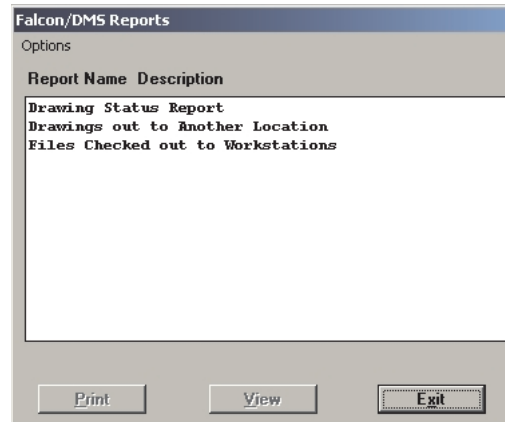 Falcon/DMS Reports
Options
Report Name Description
Drawing Status Report
Drawings out to Another Location
Files Checked out to Workstations
Print View Exit